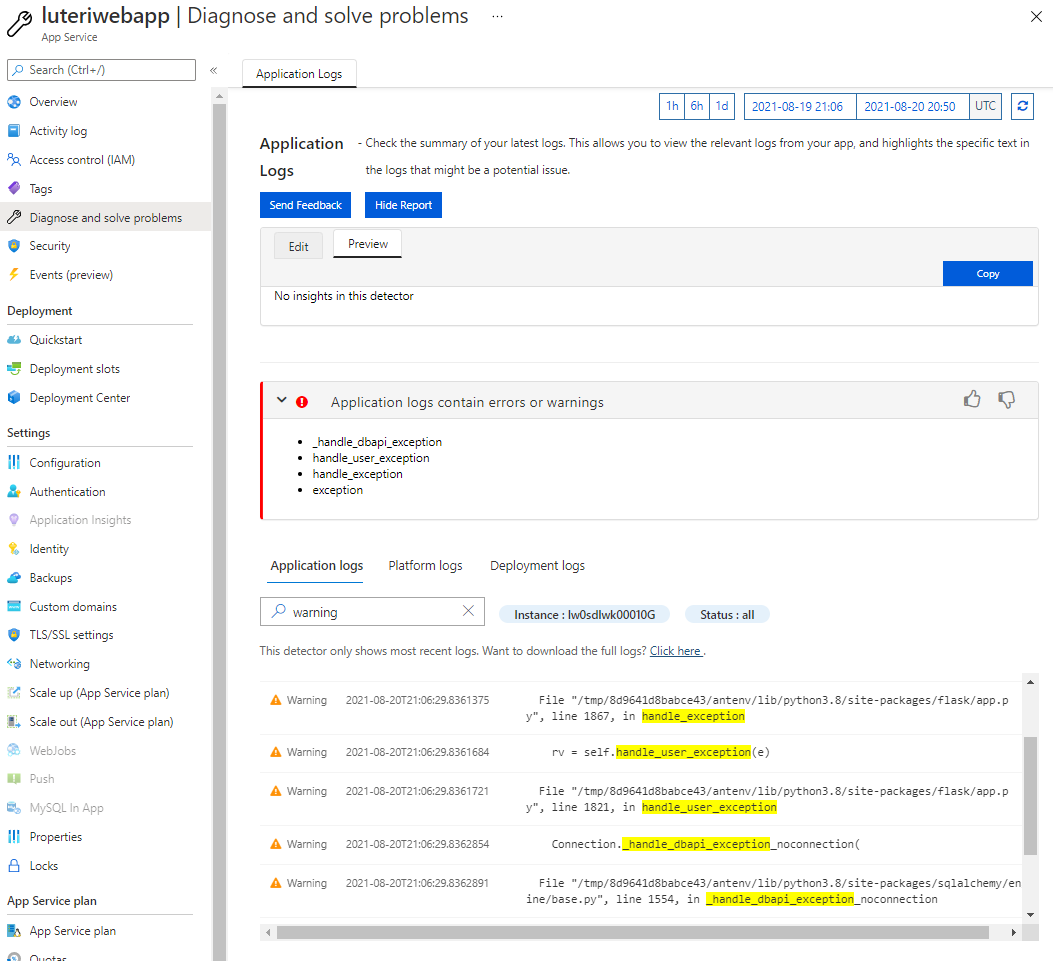 luteriwebapp | Diagnose and solve problems ...
App Service
Search (Ctrl+/)
«
Overview
Activity log
Access control (IAM)
Tags
Diagnose and solve problems
Security
Events (preview)
Deployment
Quickstart
Deployment slots
Deployment Center
Settings
Configuration
Authentication
Application Insights
Identity
Backups
Custom domains
TLS/SSL settings
Networking
Scale up (App Service plan)
Scale out (App Service plan)
WebJobs
Push
MySQL In App
Properties
Locks
App Service plan
App Service plan
Quotas
Application Logs
1h 6h 1d 2021-08-19 21:06 2021-08-20 20:50 UTC
Application Logs
- Check the summary of your latest logs. This allows you to view the relevant logs from your app, and highlights the specific text in
the logs that might be a potential issue.
Send Feedback Hide Report
Edit Preview
Copy
No insights in this detector
Application logs contain errors or warnings
• _handle_dbapi_exception
• handle_user_exception
• handle_exception
• exception
Application logs Platform logs Deployment logs
warning
Instance : lw0sdlwk00010G Status : all
This detector only shows most recent logs. Want to download the full logs? Click here .
Warning 2021-08-20T21:06:29.8361375 File "/tmp/8d9641d8babce43/antenv/lib/python3.8/site-packages/flask/app.p
y", line 1867, in handle_exception
Warning 2021-08-20T21:06:29.8361684 rv = self.handle_user_exception(e)
Warning 2021-08-20T21:06:29.8361721 File "/tmp/8d9641d8babce43/antenv/lib/python3.8/site-packages/flask/app.p
y", line 1821, in handle_user_exception
Warning 2021-08-20T21:06:29.8362854 Connection._handle_dbapi_exception_noconnection(
Warning 2021-08-20T21:06:29.8362891 File "/tmp/8d9641d8babce43/antenv/lib/python3.8/site-packages/sqlalchemy/en
ine/base.py", line 1554, in _handle_dbapi_exception_noconnection